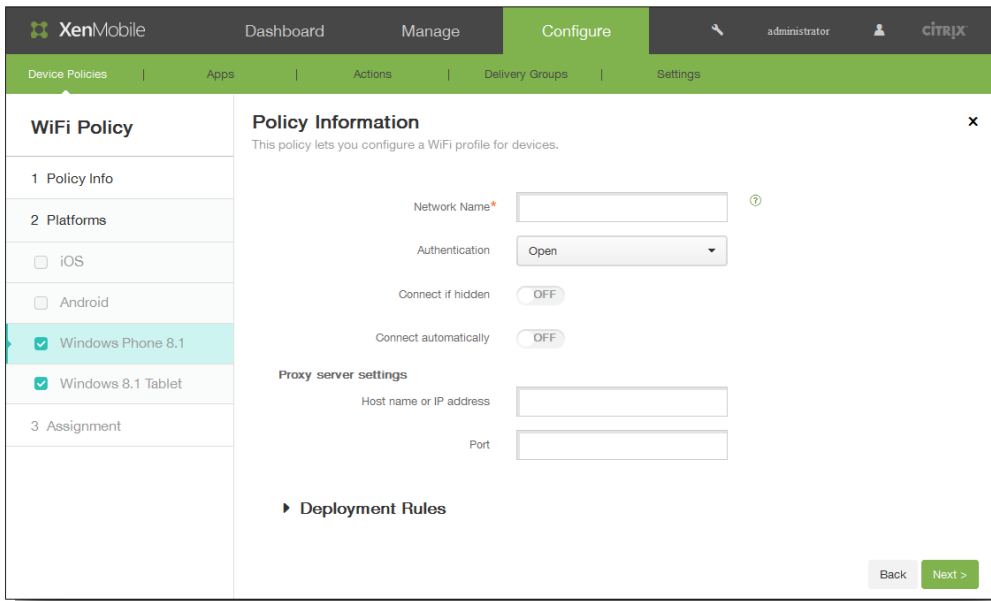 XenMobile Dashboard Manage Configure administrator CİTRIX
Device Policies | Apps | Actions | Delivery Groups | Settings
WiFi Policy
1 Policy Info
2 Platforms
iOS
Android
Windows Phone 8.1
Windows 8.1 Tablet
3 Assignment
Policy Information
x
This policy lets you configure a WiFi profile for devices.
Network Name*
?
Authentication Open
Connect if hidden OFF
Connect automatically OFF
Proxy server settings
Host name or IP address
Port
Deployment Rules
Back Next >